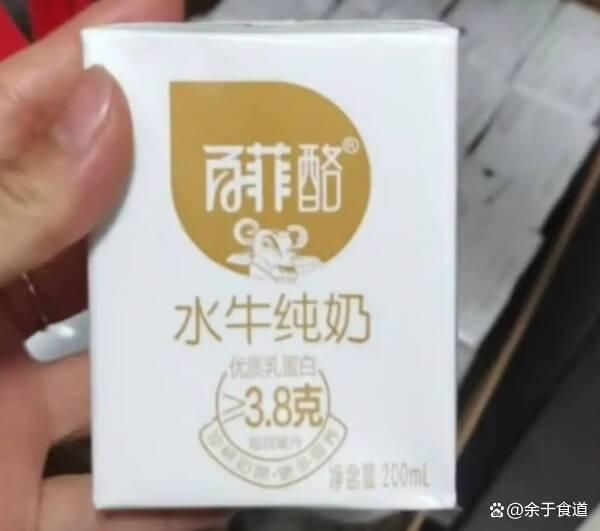 百菲酪®
水牛纯奶
优质乳蛋白
≥3.8克
每百毫升
净含量 200mL
@余于食道